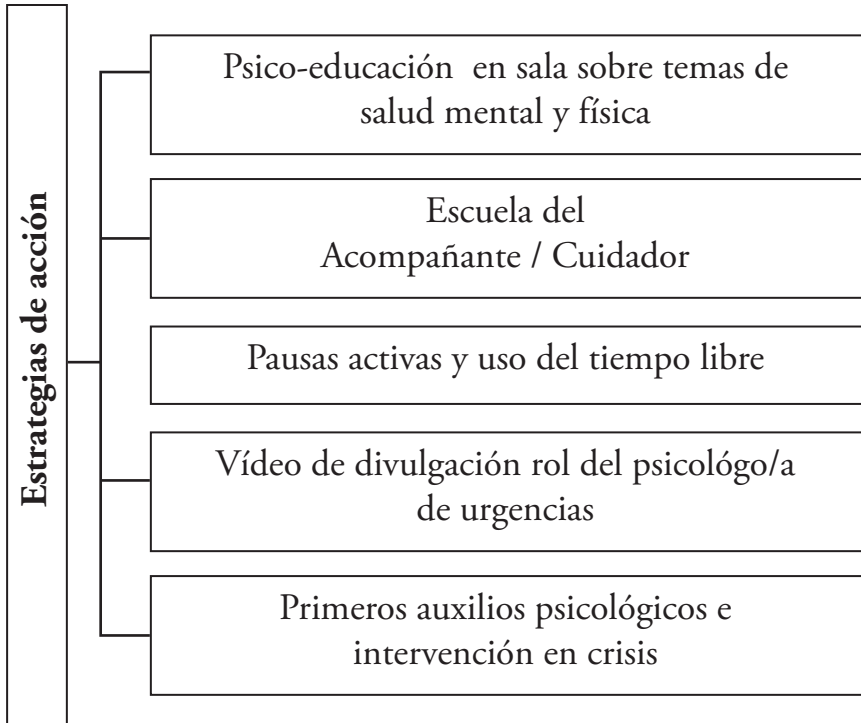 Estrategias de acción
Psico-educación en sala sobre temas de
salud mental y física
Escuela del
Acompañante / Cuidador
Pausas activas y uso del tiempo libre
Vídeo de divulgación rol del psicológo/a
de urgencias
Primeros auxilios psicológicos e
intervención en crisis